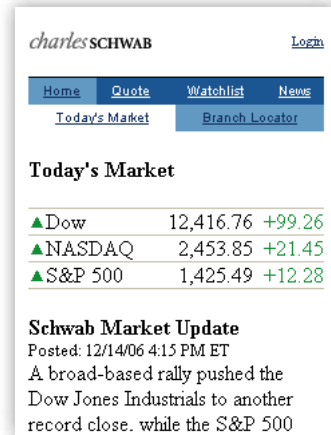 charles SCHWAB Login
Home Quote Watchlist News
Today's Market Branch Locator
Today's Market
▲Dow 12,416.76 +99.26
▲NASDAQ 2,453.85 +21.45
▲S&P 500 1,425.49 +12.28
Schwab Market Update
Posted: 12/14/06 4:15 PM ET
A broad-based rally pushed the
Dow Jones Industrials to another
record close, while the S&P 500